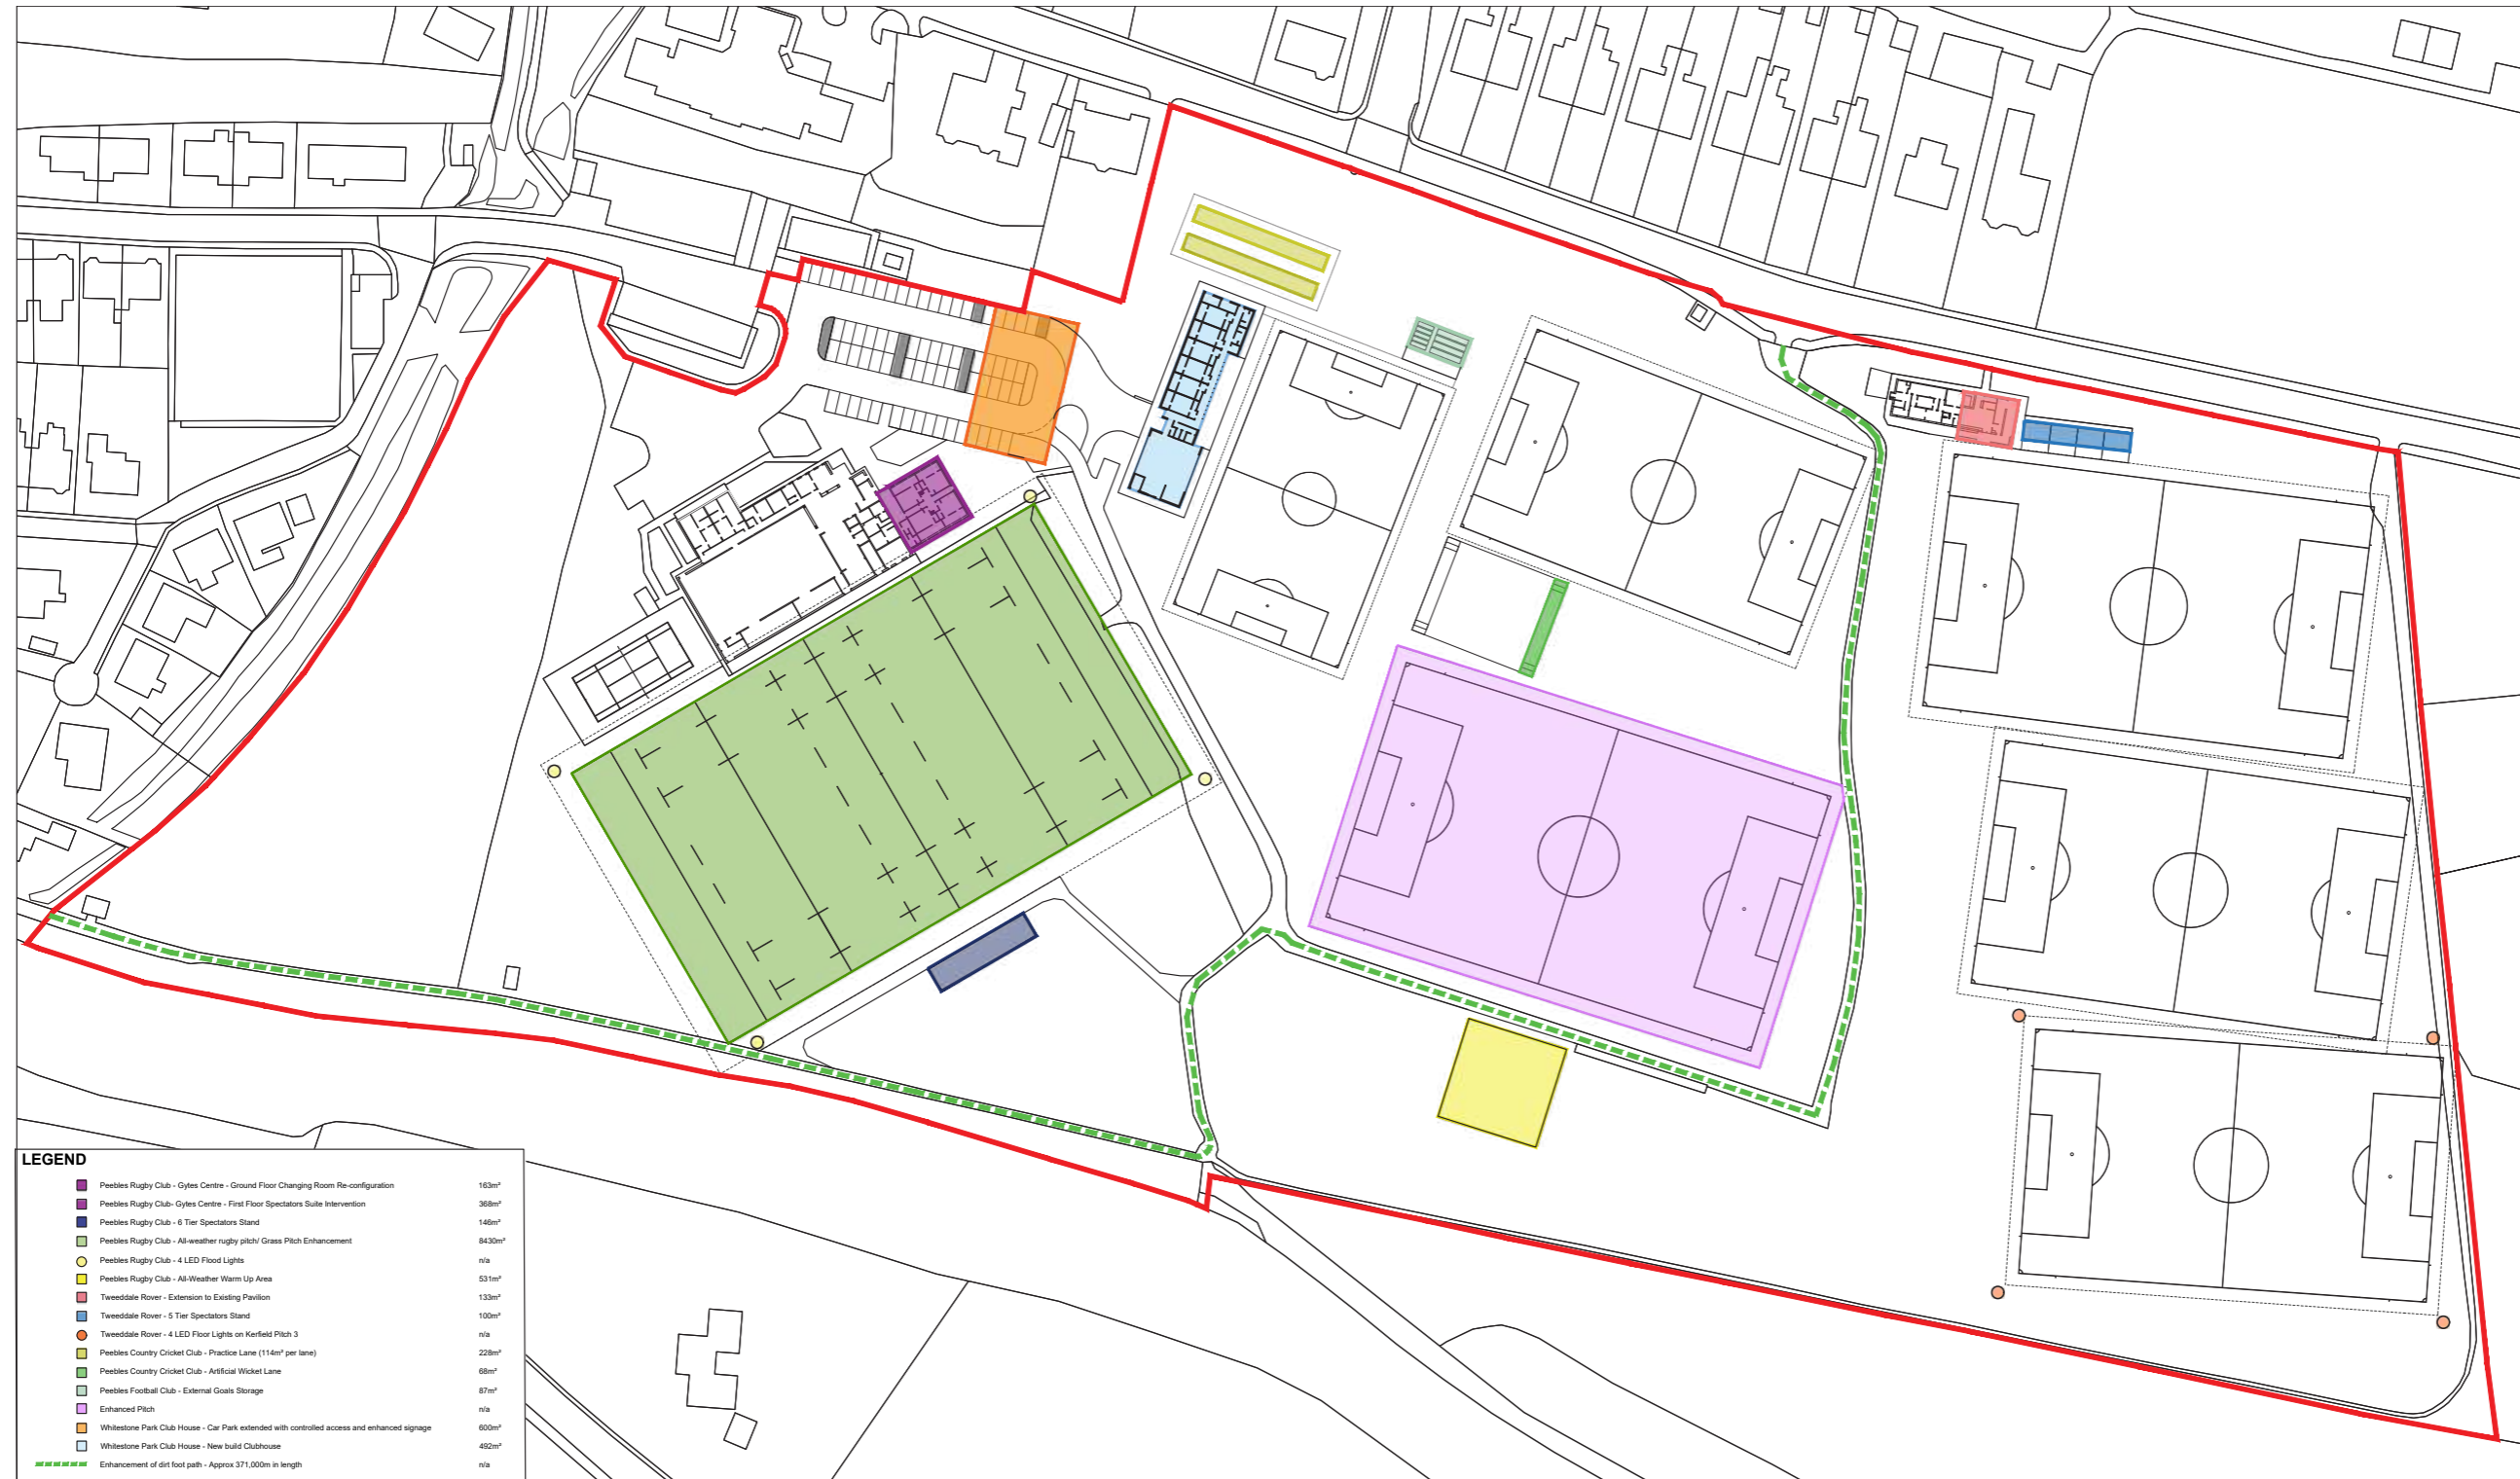 LEGEND
Peebles Rugby Club - Gytes Centre - Ground Floor Changing Room Re-configuration 163m²
Peebles Rugby Club- Gytes Centre - First Floor Spectators Suite Intervention 368m²
Peebles Rugby Club - 6 Tier Spectators Stand 146m²
Peebles Rugby Club - All-weather rugby pitch/ Grass Pitch Enhancement 8430m²
Peebles Rugby Club - 4 LED Flood Lights n/a
Peebles Rugby Club - All-Weather Warm Up Area 531m²
Tweeddale Rover - Extension to Existing Pavilion 133m²
Tweeddale Rover - 5 Tier Spectators Stand 100m²
Tweeddale Rover - 4 LED Floor Lights on Kerfield Pitch 3 n/a
Peebles Country Cricket Club - Practice Lane (114m² per lane) 228m²
Peebles Country Cricket Club - Artificial Wicket Lane 68m²
Peebles Football Club - External Goals Storage 87m²
Enhanced Pitch n/a
Whitestone Park Club House - Car Park extended with controlled access and enhanced signage 600m²
Whitestone Park Club House - New build Clubhouse 492m²
Enhancement of dirt foot path - Approx 371,000m in length n/a